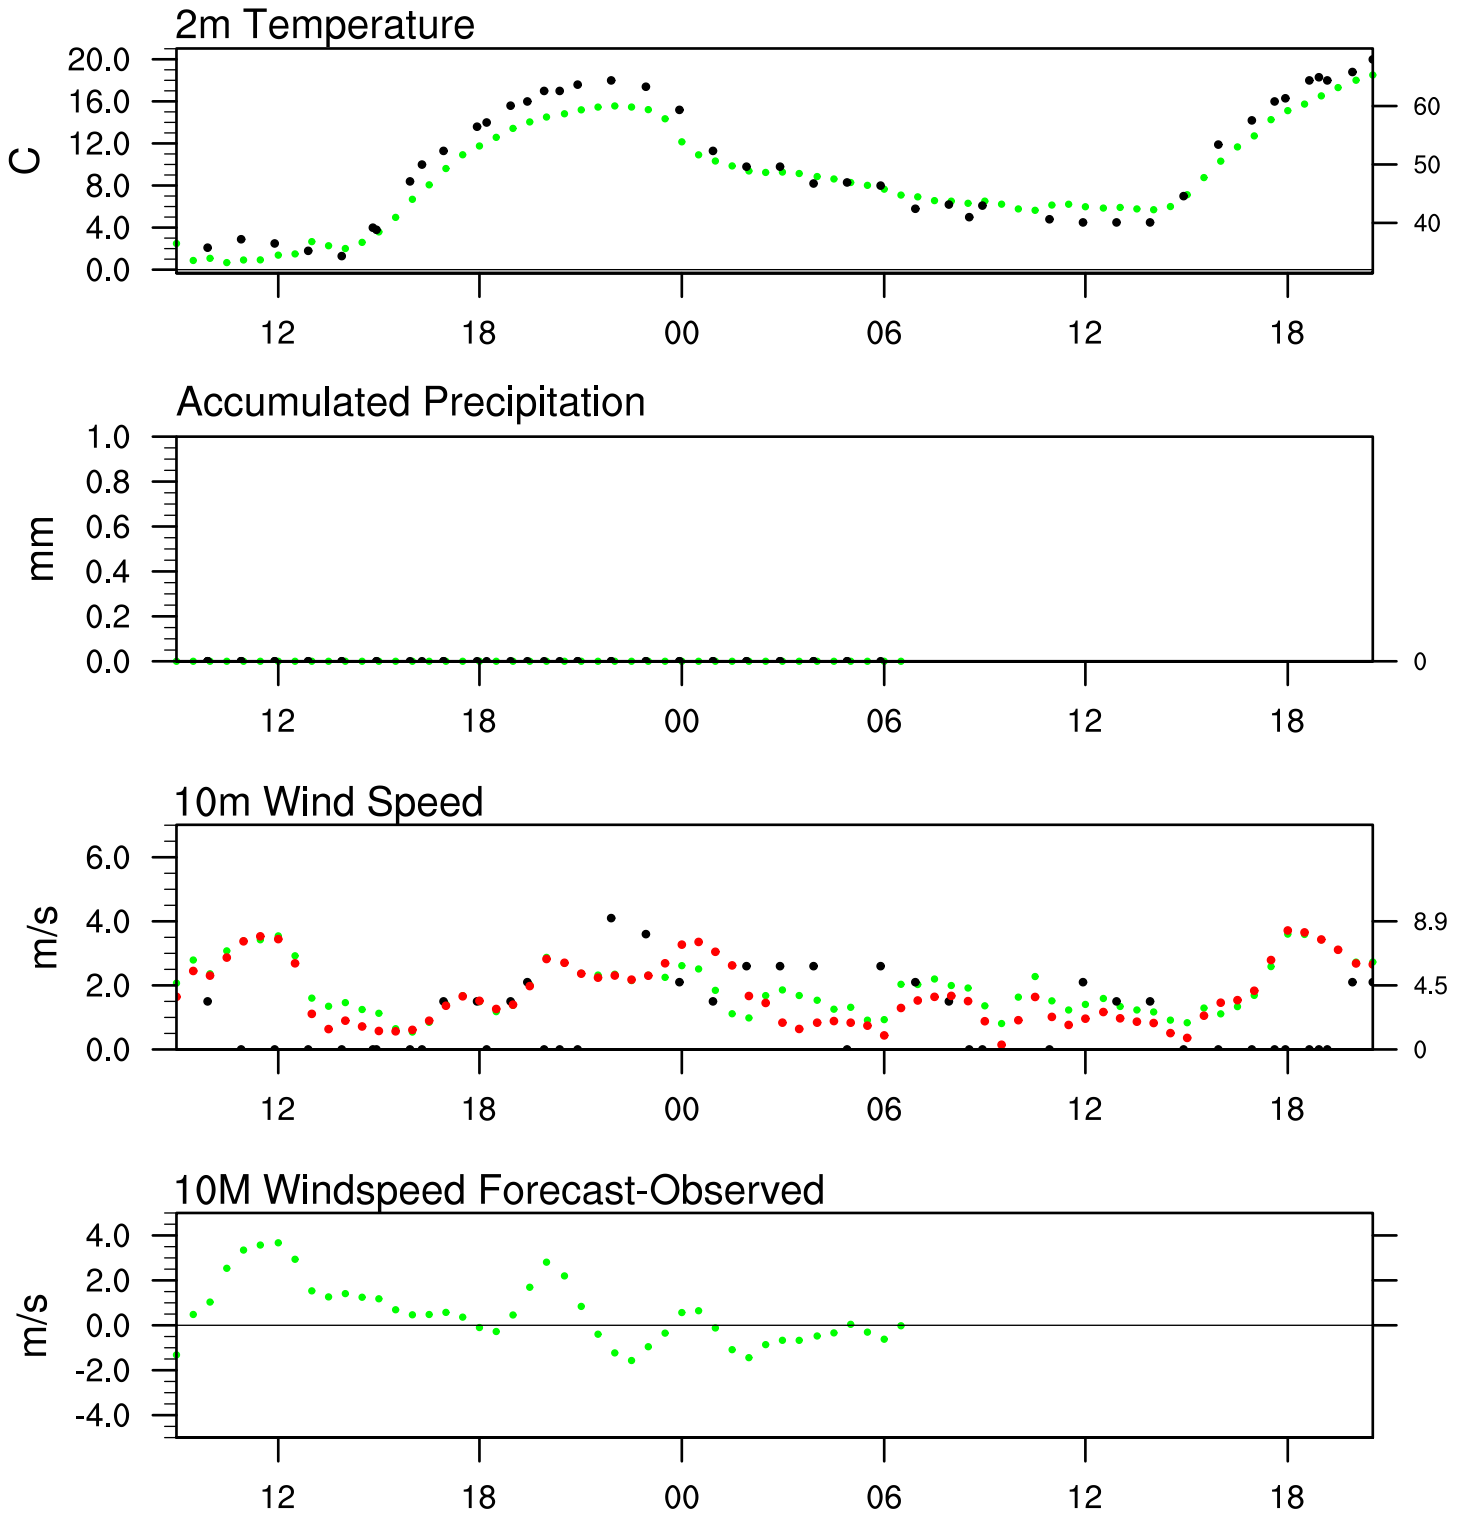 2m Temperature
20.0
16.0
12.0
8.0
4.0
0.0
C
60
50
40
12 18 00 06 12 18
Accumulated Precipitation
1.0
0.8
0.6
0.4
0.2
0.0
mm
0
12 18 00 06 12 18
10m Wind Speed
6.0
4.0
2.0
0.0
m/s
8.9
4.5
0
12 18 00 06 12 18
10M Windspeed Forecast-Observed
4.0
2.0
0.0
-2.0
-4.0
m/s
12 18 00 06 12 18